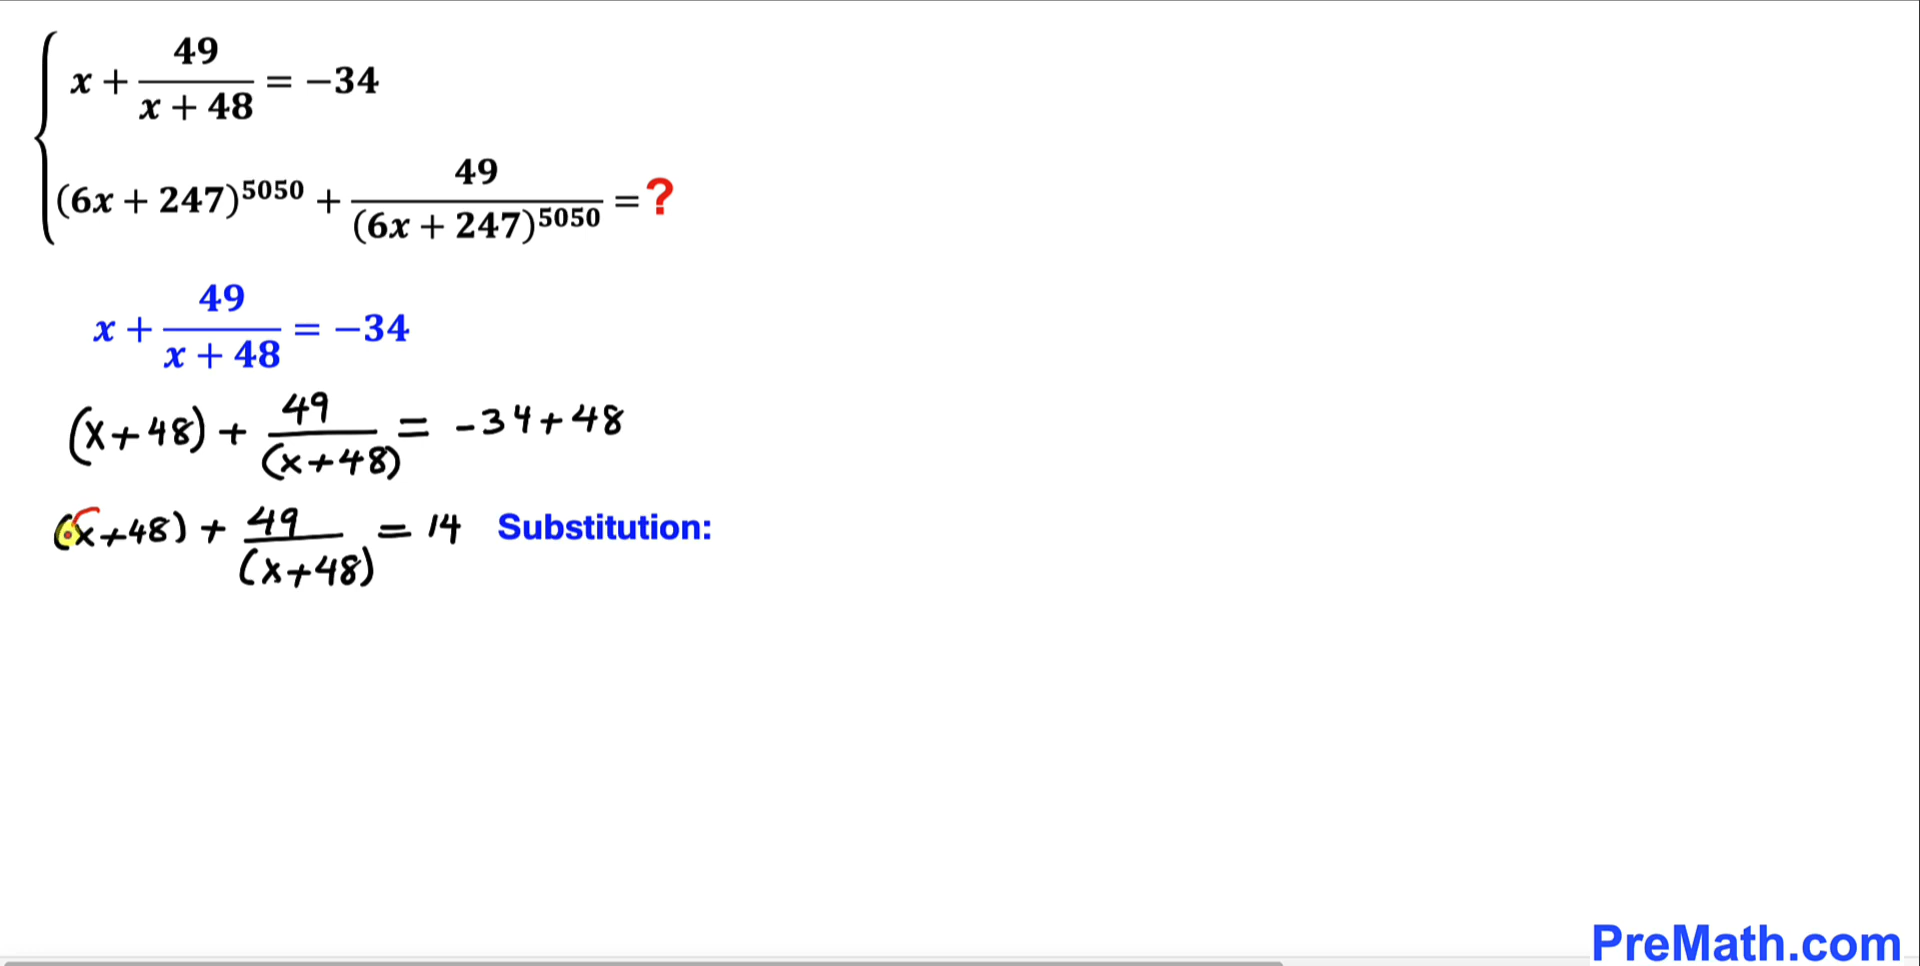 x + 49/(x + 48) = −34
(6x + 247)^5050 + 49/(6x + 247)^5050 = ?
x + 49/(x + 48) = −34
(x+48) + 49/(x+48) = -34+48
(x+48) + 49/(x+48) = 14 Substitution:
PreMath.com